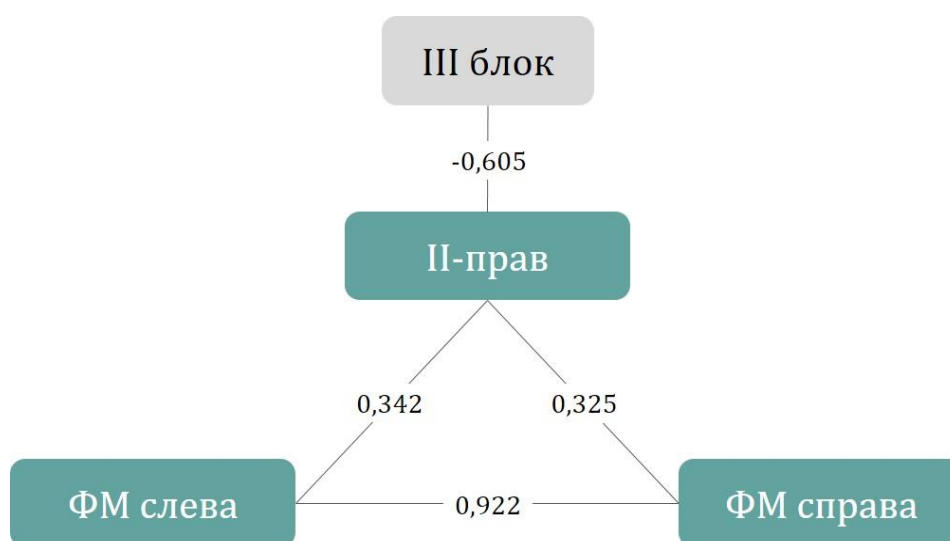 III блок
-0,605
II-прав
0,342
0,325
ФМ слева
0,922
ФМ справа